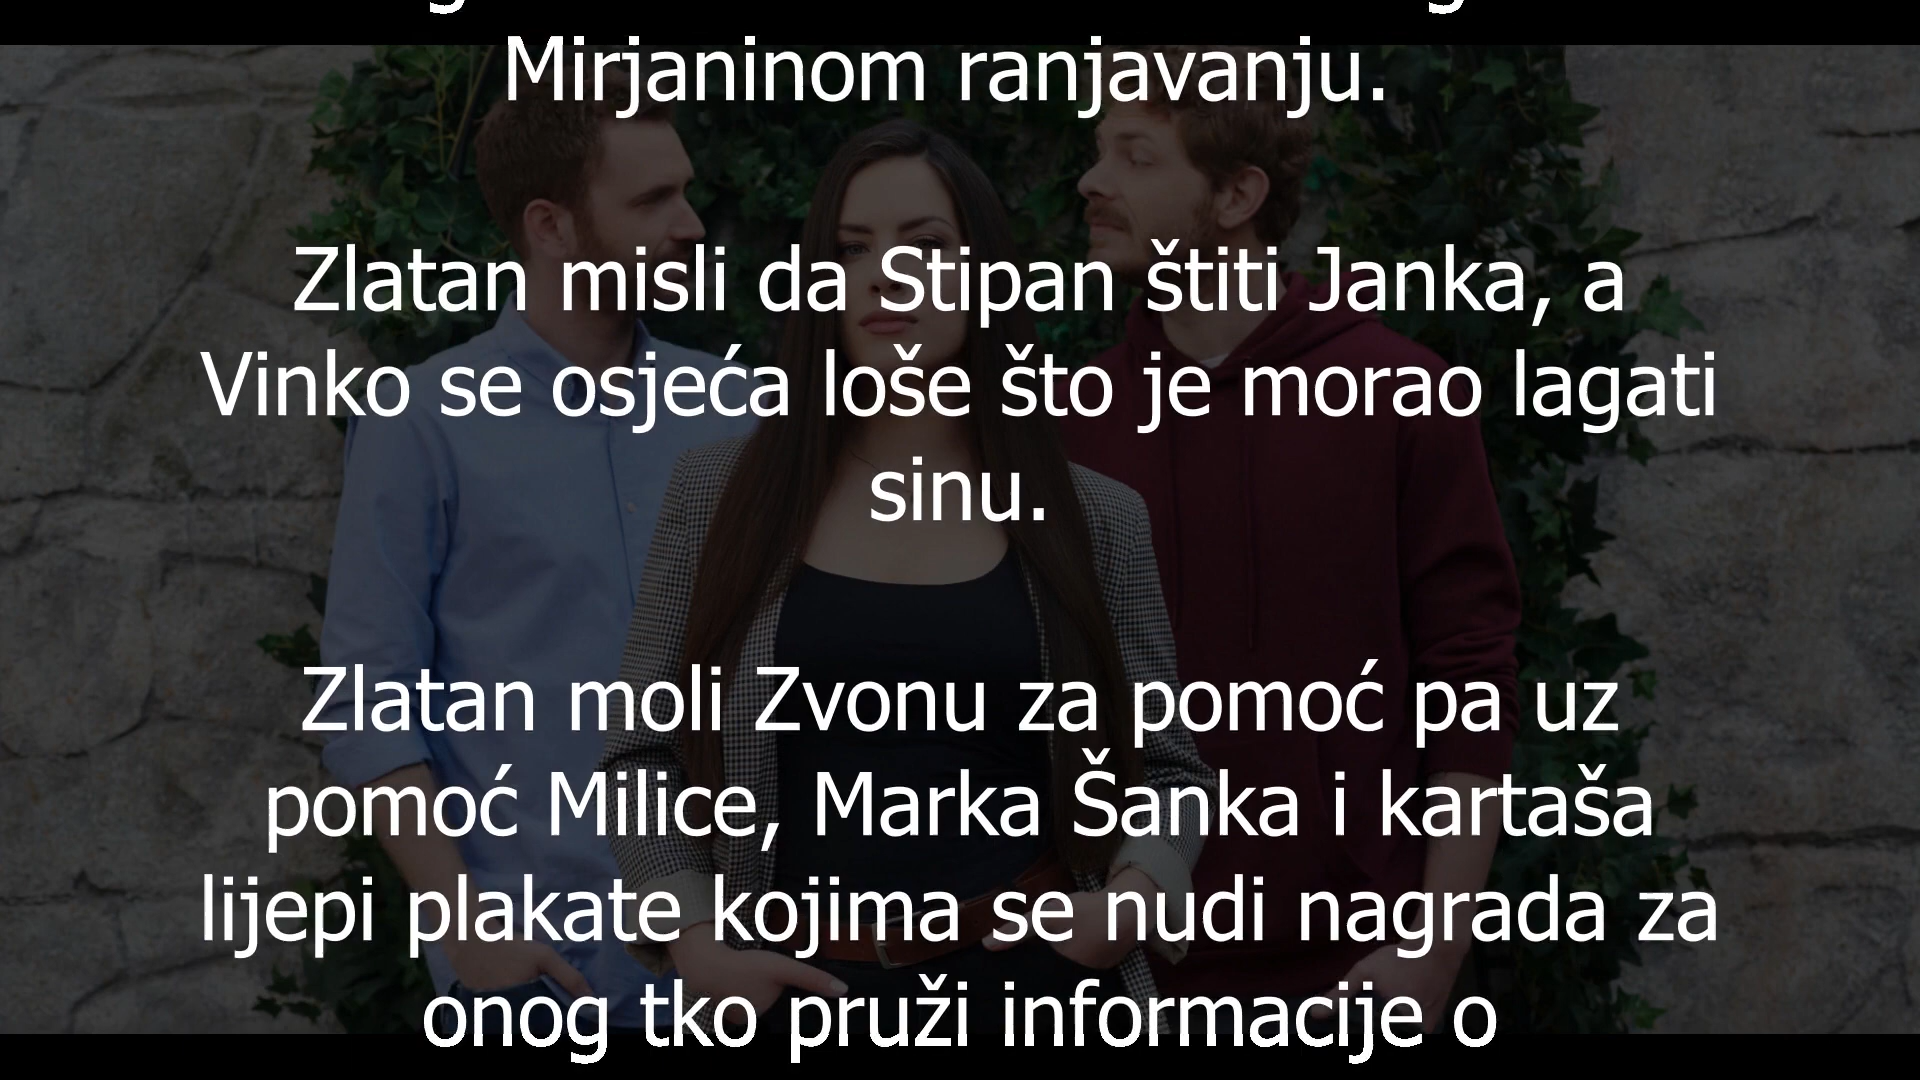 Mirjaninom ranjavanju.
Zlatan misli da Stipan štiti Janka, a
Vinko se osjeća loše što je morao lagati
sinu.
Zlatan moli Zvonu za pomoć pa uz
pomoć Milice, Marka Šanka i kartaša
lijepi plakate kojima se nudi nagrada za
onog tko pruži informacije o